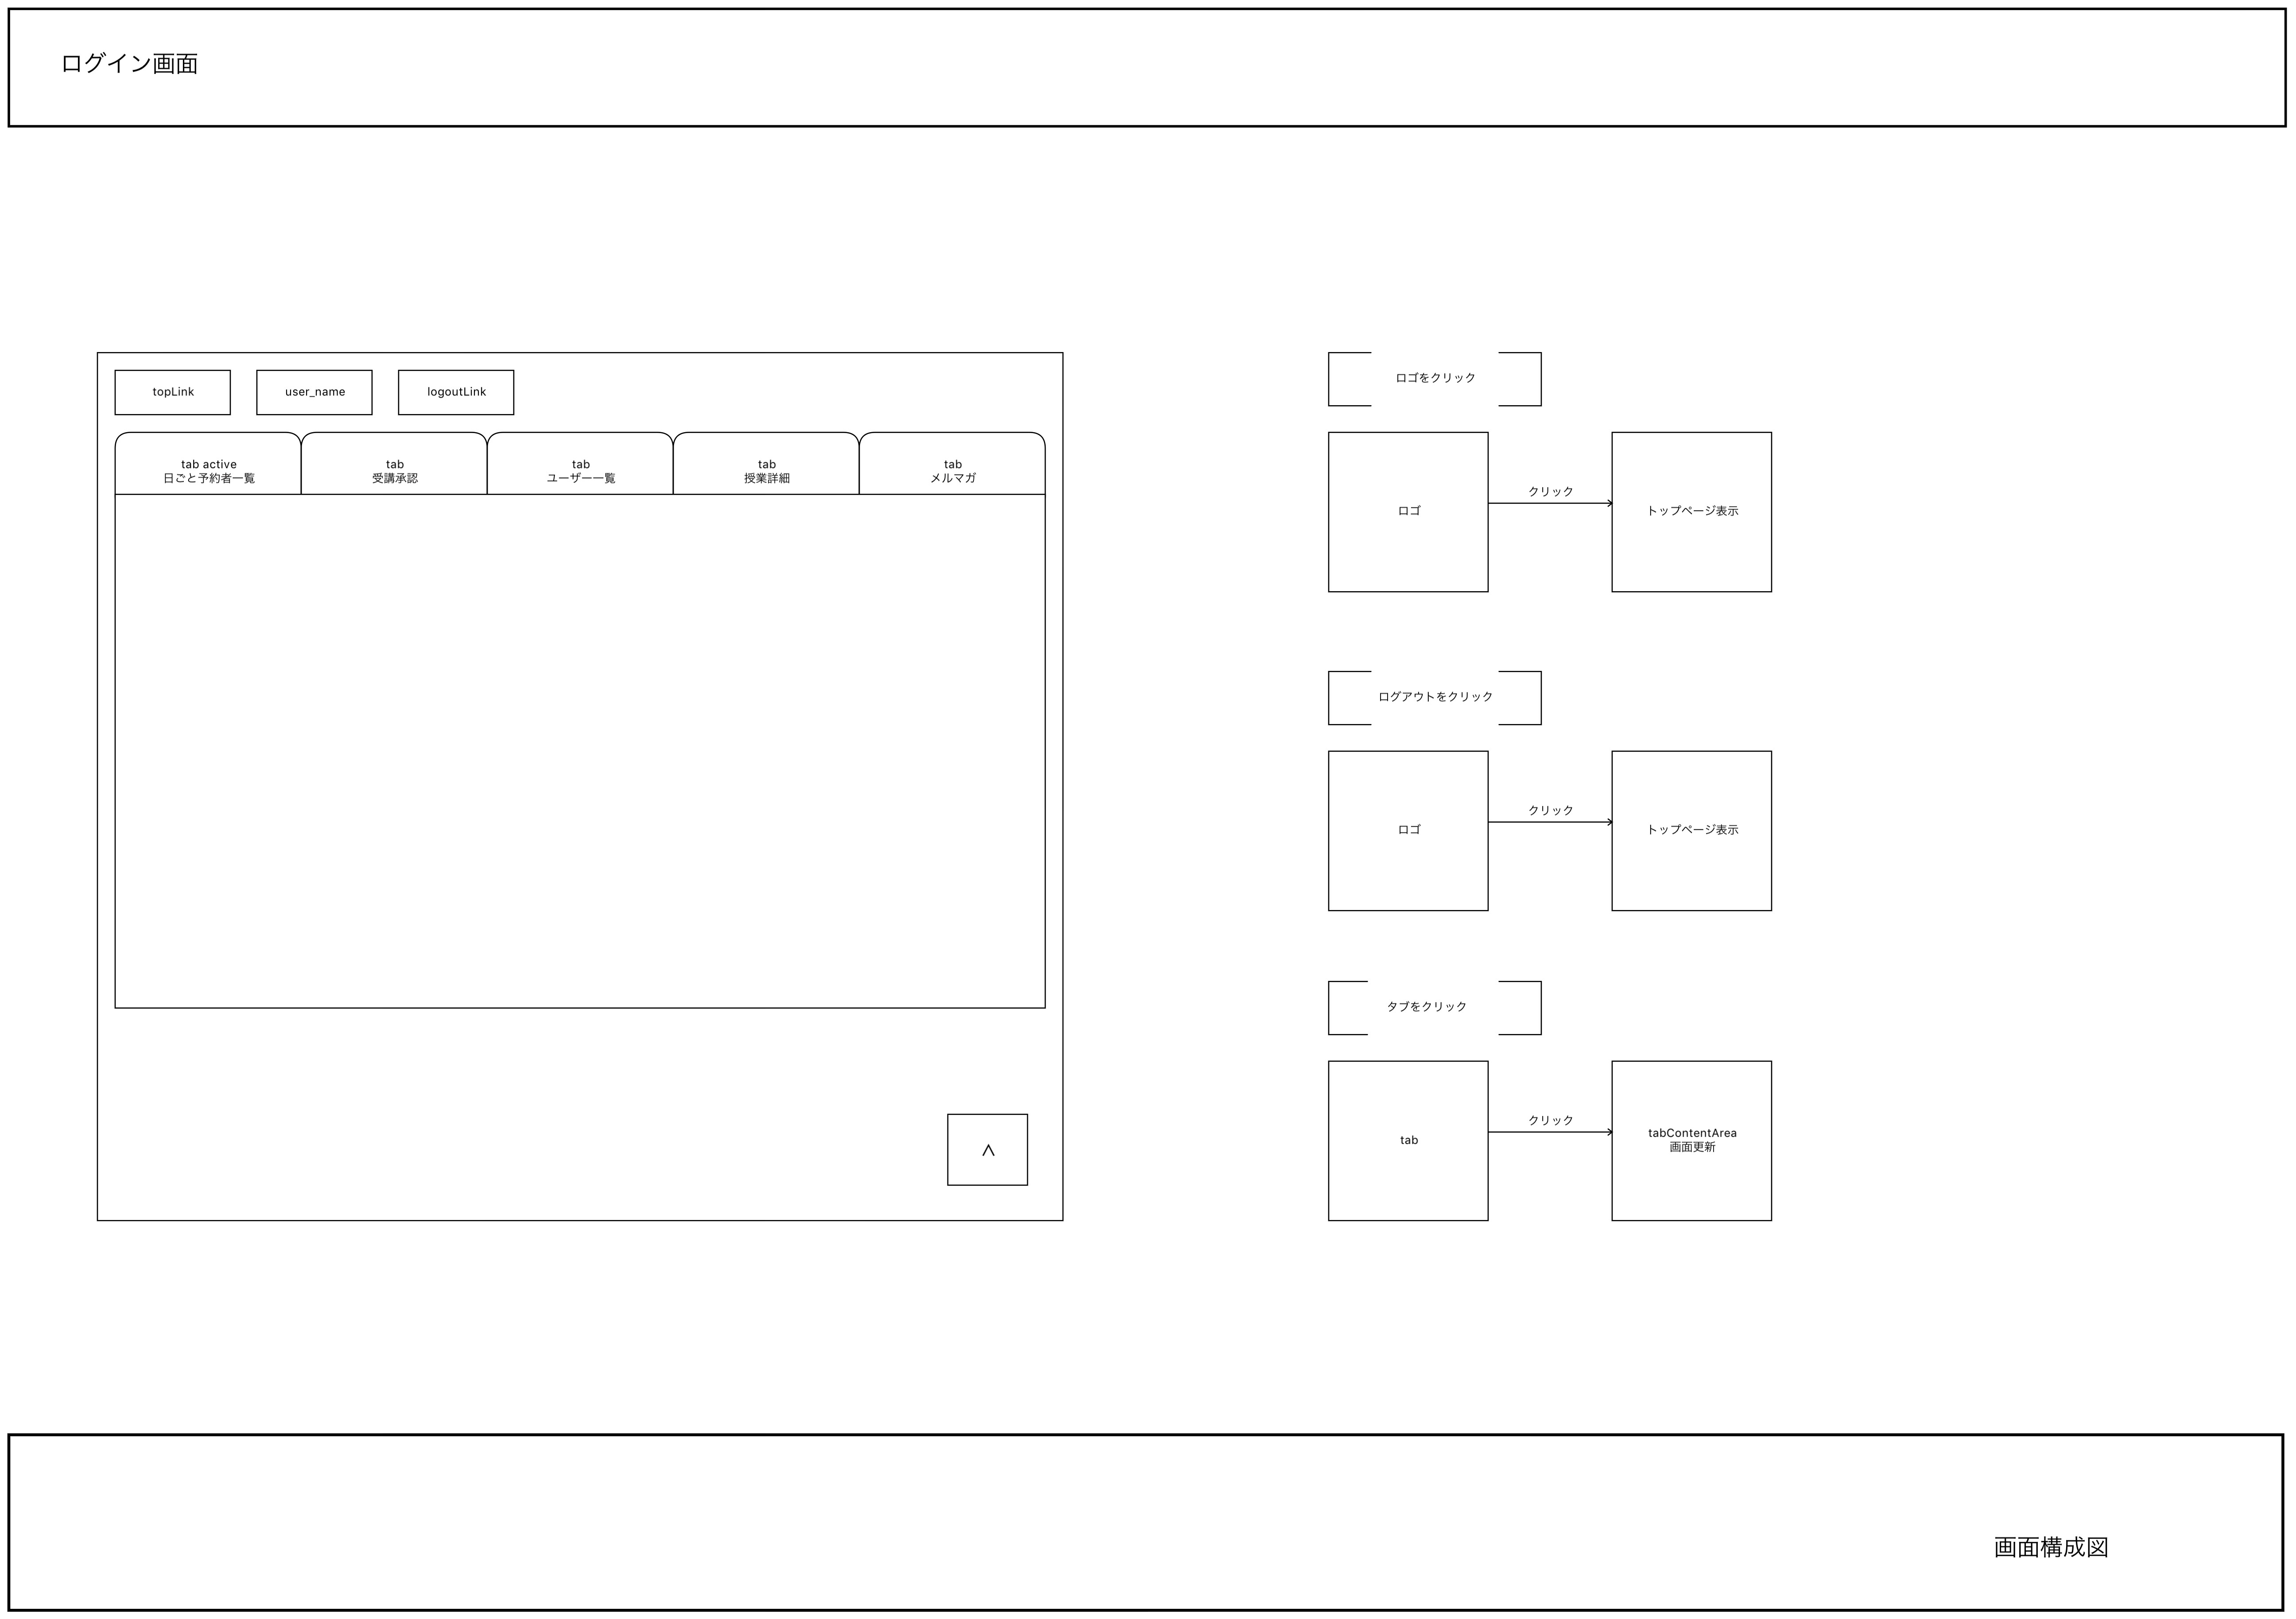 ログイン画面
topLink
user_name
logoutLink
tab active
日ごと予約者一覧
tab
受講承認
tab
ユーザー一覧
tab
授業詳細
tab
メルマガ
^
ロゴをクリック
ロゴ
クリック
トップページ表示
ログアウトをクリック
ロゴ
クリック
トップページ表示
タブをクリック
tab
クリック
tabContentArea
画面更新
画面構成図